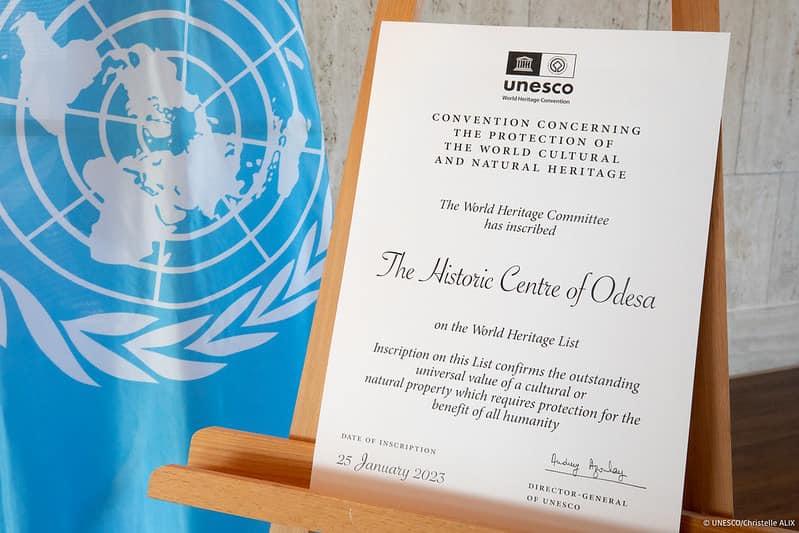 unesco
World Heritage Convention
CONVENTION CONCERNING
THE PROTECTION OF
THE WORLD CULTURAL
AND NATURAL HERITAGE
The World Heritage Committee
has inscribed
The Historic Centre of Odesa
on the World Heritage List
Inscription on this List confirms the outstanding
universal value of a cultural or
natural property which requires protection for the
benefit of all humanity
DATE OF INSCRIPTION
25 January 2023
DIRECTOR-GENERAL
OF UNESCO
© UNESCO/Christelle ALIX